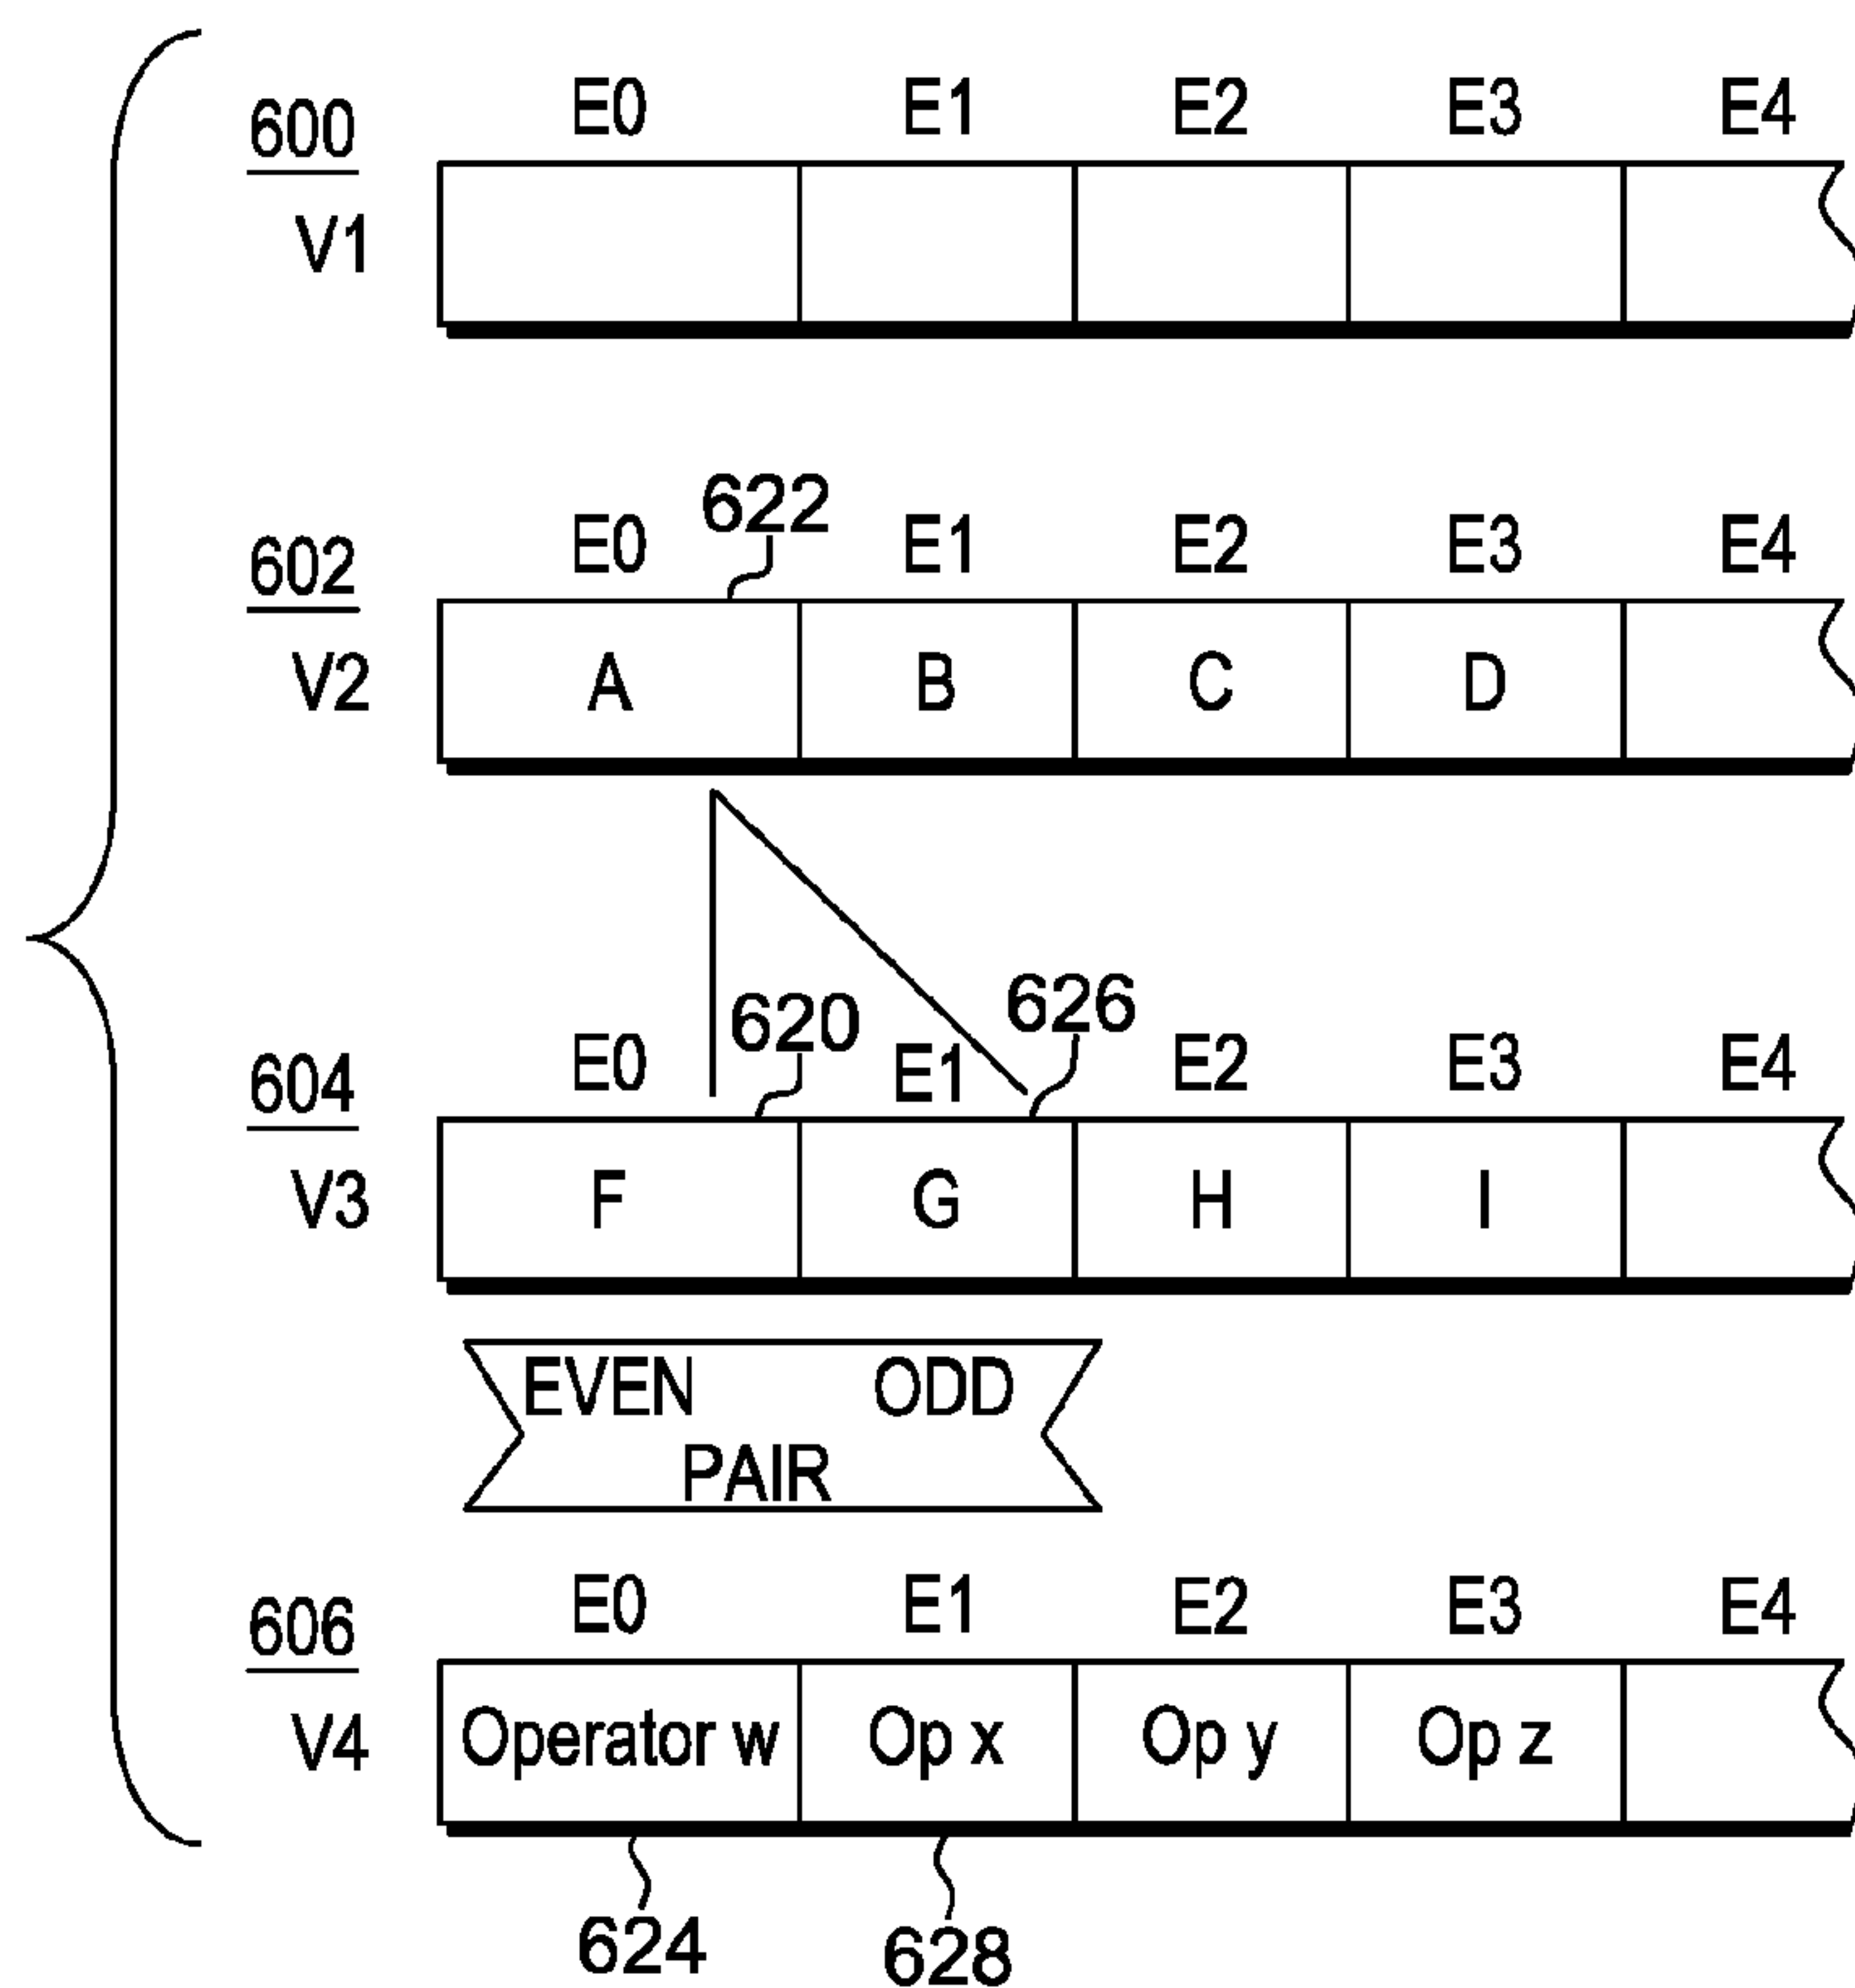 600 E0 E1 E2 E3 E4
V1
622
602 E0 E1 E2 E3 E4
V2 A B C D
620 626
604 E0 E1 E2 E3 E4
V3 F G H I
EVEN ODD
PAIR
606 E0 E1 E2 E3 E4
V4 Operator w Op x Op y Op z
624 628